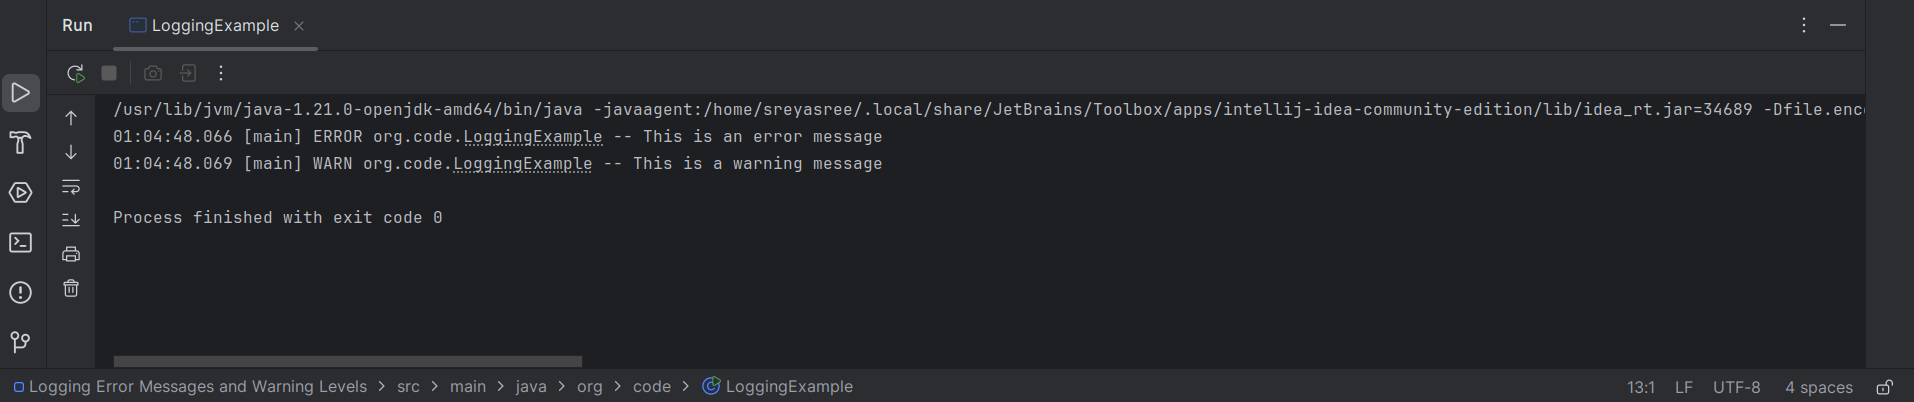 Run LoggingExample
/usr/lib/jvm/java-1.21.0-openjdk-amd64/bin/java -javaagent:/home/sreyasree/.local/share/JetBrains/Toolbox/apps/intellij-idea-community-edition/lib/idea_rt.jar=34689 -Dfile.enc
01:04:48.066 [main] ERROR org.code.LoggingExample -- This is an error message
01:04:48.069 [main] WARN org.code.LoggingExample -- This is a warning message
Process finished with exit code 0
Logging Error Messages and Warning Levels > src > main > java > org > code > LoggingExample 13:1 LF UTF-8 4 spaces